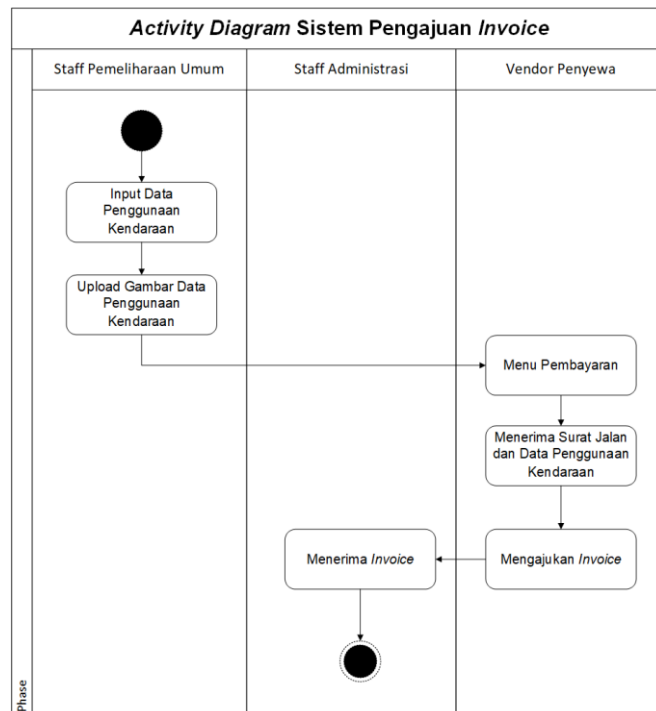 Activity Diagram Sistem Pengajuan Invoice
Staff Pemeliharaan Umum
Staff Administrasi
Vendor Penyewa
Input Data
Penggunaan
Kendaraan
Upload Gambar Data
Penggunaan
Kendaraan
Menu Pembayaran
Menerima Surat Jalan
dan Data Penggunaan
Kendaraan
Mengajukan Invoice
Menerima Invoice
Phase